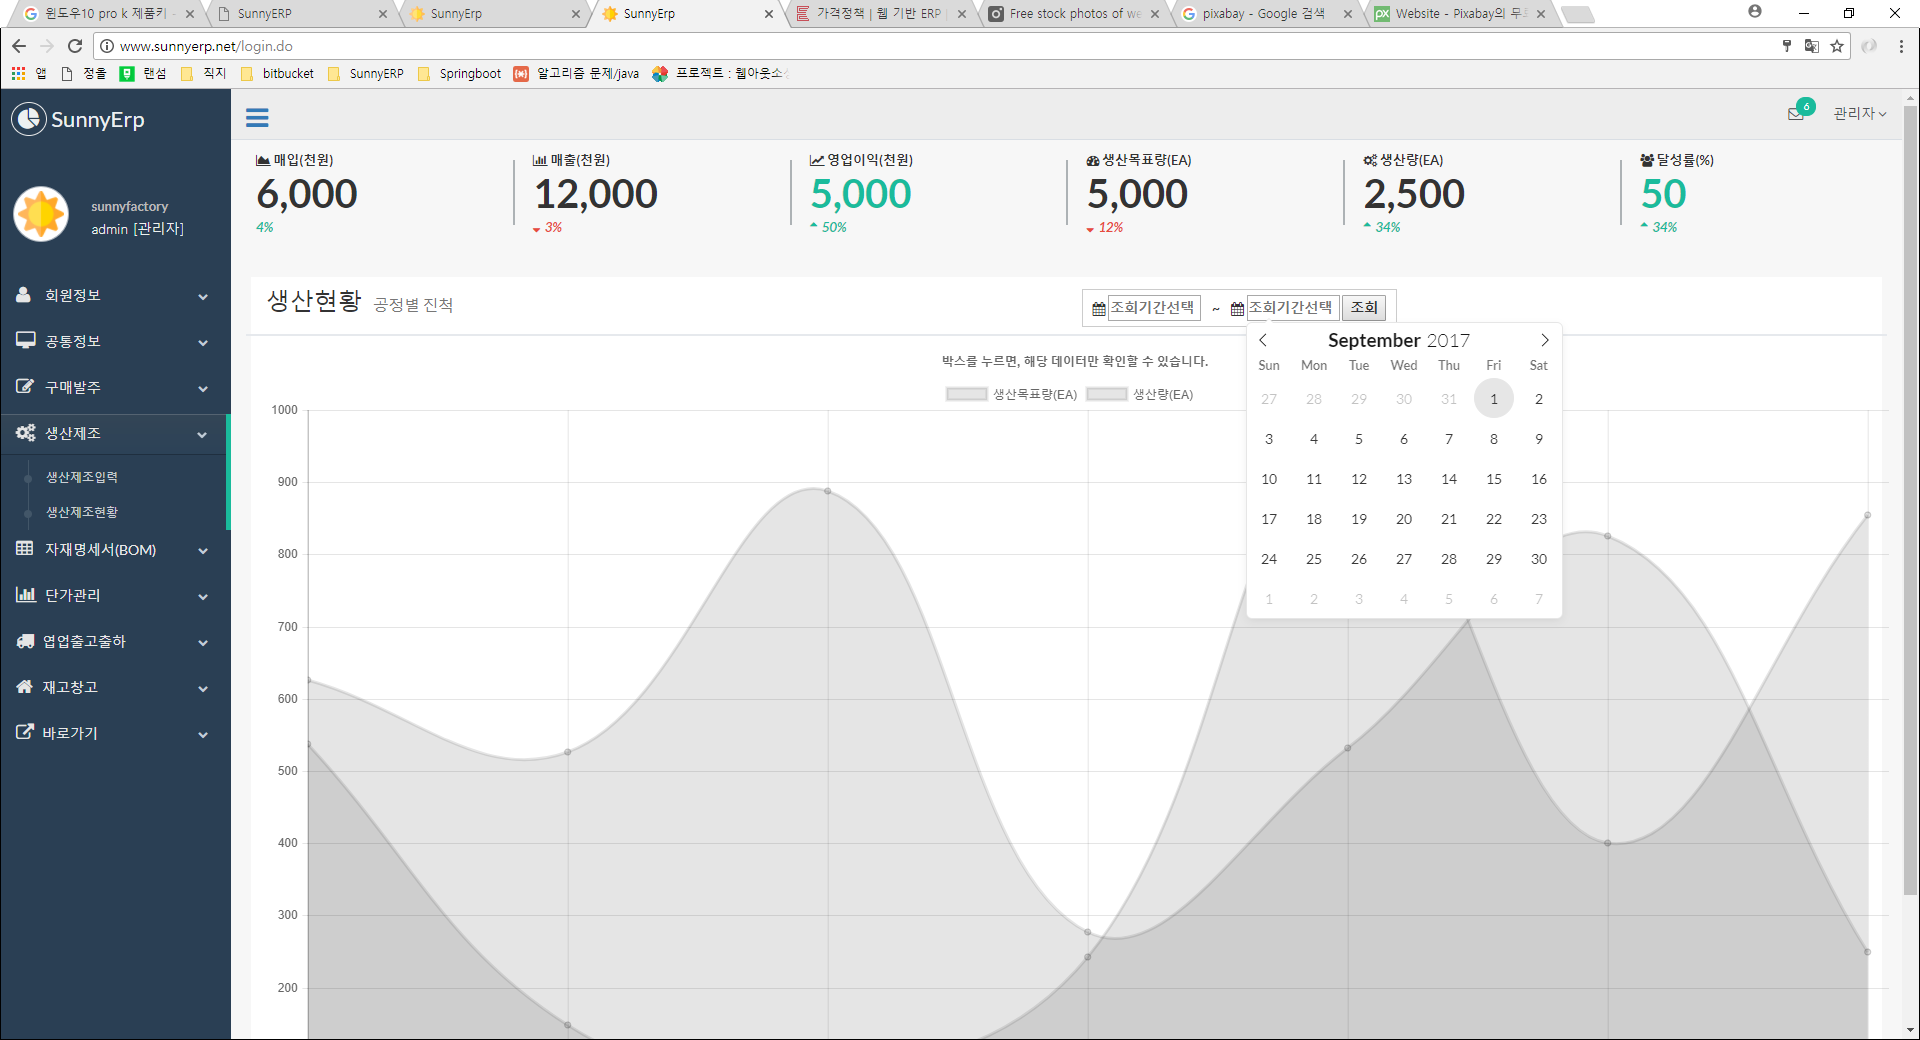 윈도우10 pro k 제품키 -
SunnyERP
SunnyErp
SunnyErp
가격정책 | 웹 기반 ERP |
Free stock photos of we
pixabay - Google 검색
Website - Pixabay의 무
www.sunnyerp.net/login.do
앱
정올
랜섬
직지
bitbucket
SunnyERP
Springboot
알고리즘 문제/java
프로젝트 : 웹아웃소
SunnyErp
6
관리자
sunnyfactory
admin [관리자]
매입(천원)
6,000
4%
매출(천원)
12,000
3%
영업이익(천원)
5,000
50%
생산목표량(EA)
5,000
12%
생산량(EA)
2,500
34%
달성률(%)
50
34%
회원정보
공통정보
구매발주
생산제조
생산제조입력
생산제조현황
자재명세서(BOM)
단가관리
엽업출고출하
재고창고
바로가기
생산현황 공정별 진척
조회기간선택 ~ 조회기간선택 조회
박스를 누르면, 해당 데이터만 확인할 수 있습니다.
생산목표량(EA) 생산량(EA)
September 2017
Sun Mon Tue Wed Thu Fri Sat
27 28 29 30 31 1 2
3 4 5 6 7 8 9
10 11 12 13 14 15 16
17 18 19 20 21 22 23
24 25 26 27 28 29 30
1 2 3 4 5 6 7
1000
900
800
700
600
500
400
300
200